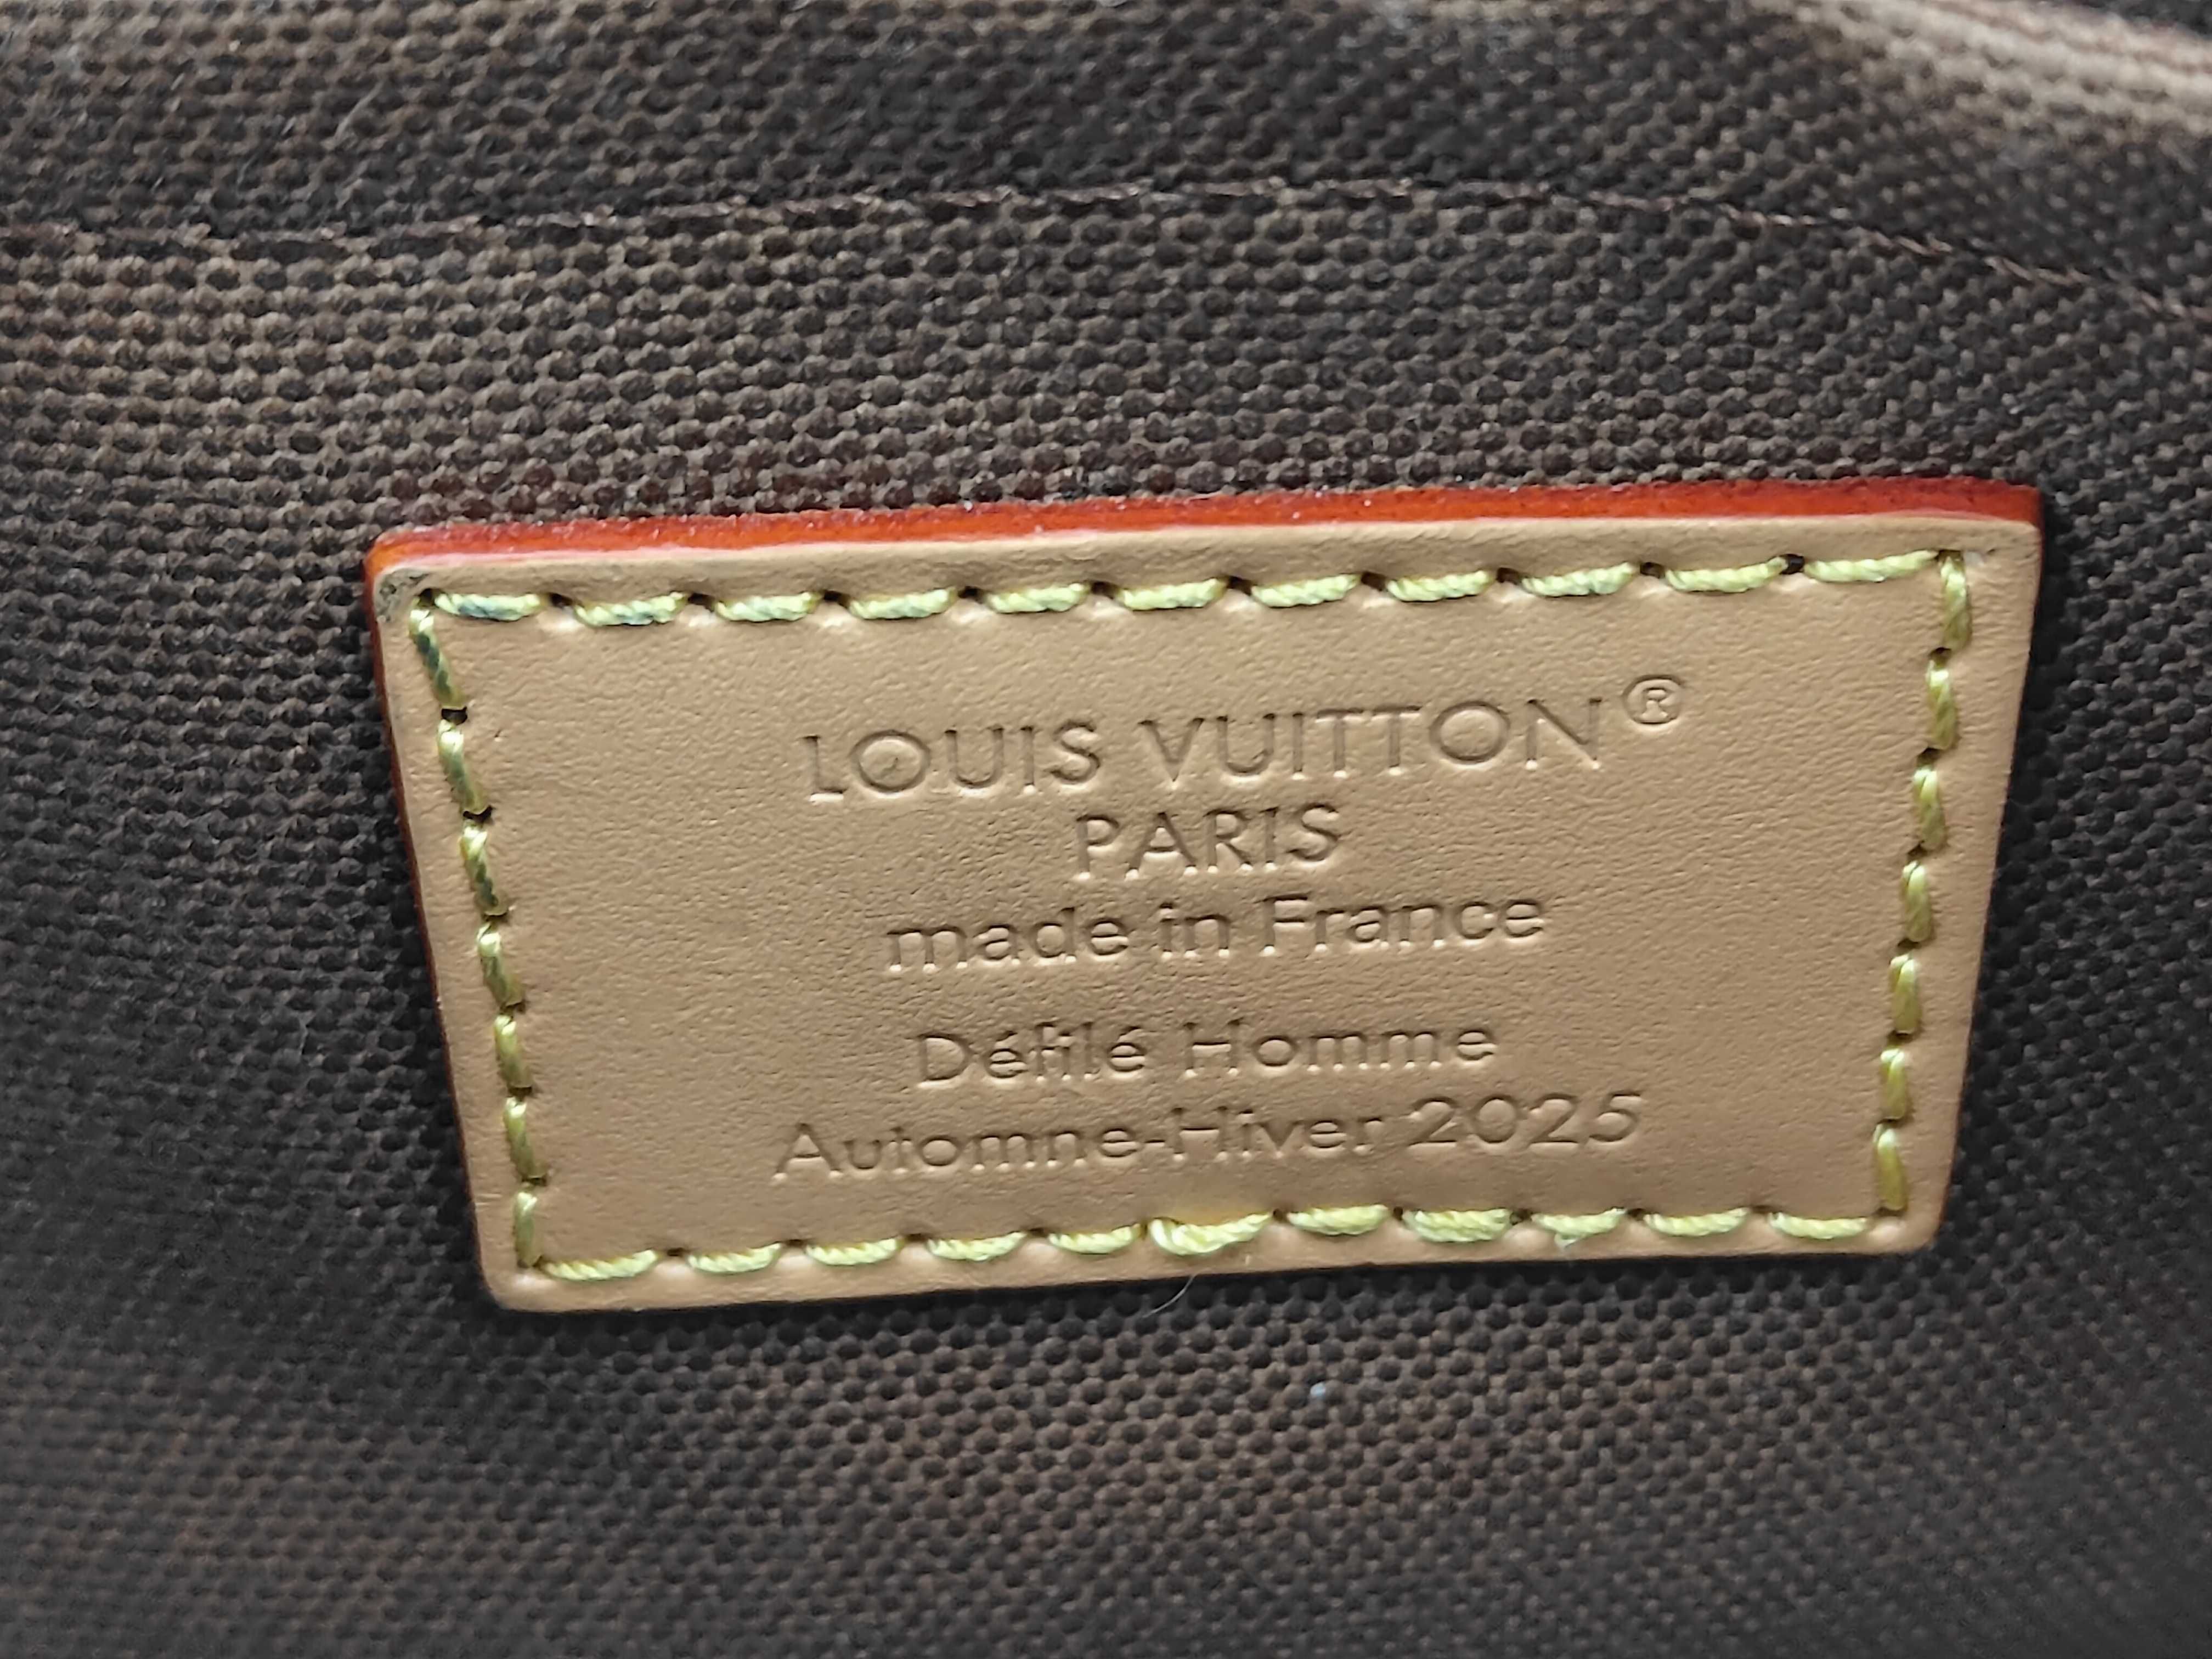 LOUIS VUITTON®
PARIS
made in France
Défilé Homme
Automne-Hiver 2025